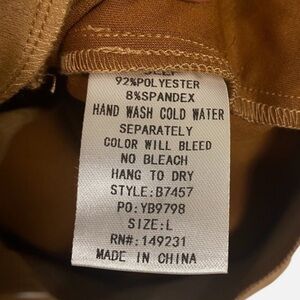 92%POLYESTER
8%SPANDEX
HAND WASH COLD WATER
SEPARATELY
COLOR WILL BLEED
NO BLEACH
HANG TO DRY
STYLE:B7457
PO:YB9798
SIZE:L
RN#:149231
MADE IN CHINA